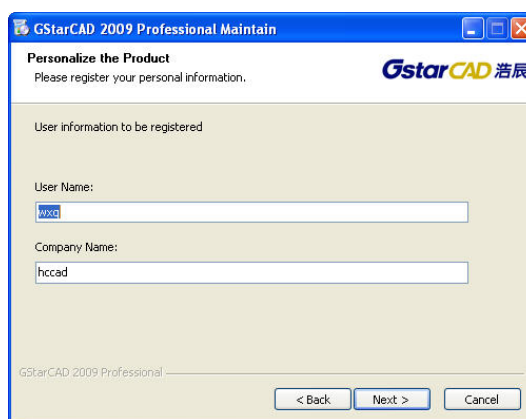 GStarCAD 2009 Professional Maintain
Personalize the Product
Please register your personal information.
GstarCAD 浩辰
User information to be registered
User Name:
wxq
Company Name:
hccad
GStarCAD 2009 Professional
< Back
Next >
Cancel